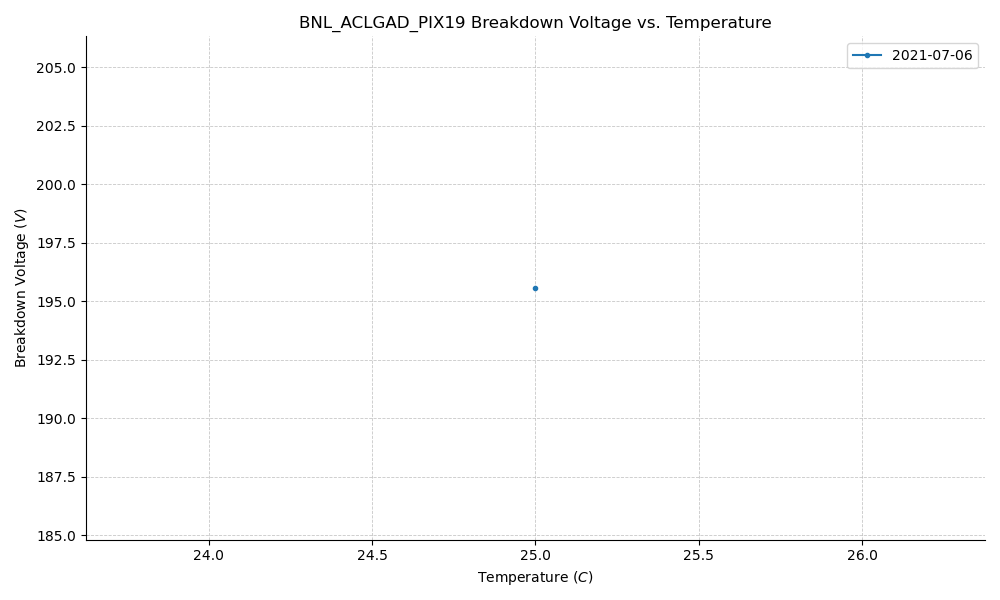 BNL_ACLGAD_PIX19 Breakdown Voltage vs. Temperature
2021-07-06
205.0
202.5
200.0
197.5
195.0
192.5
190.0
187.5
185.0
Breakdown Voltage (V)
24.0 24.5 25.0 25.5 26.0
Temperature (C)